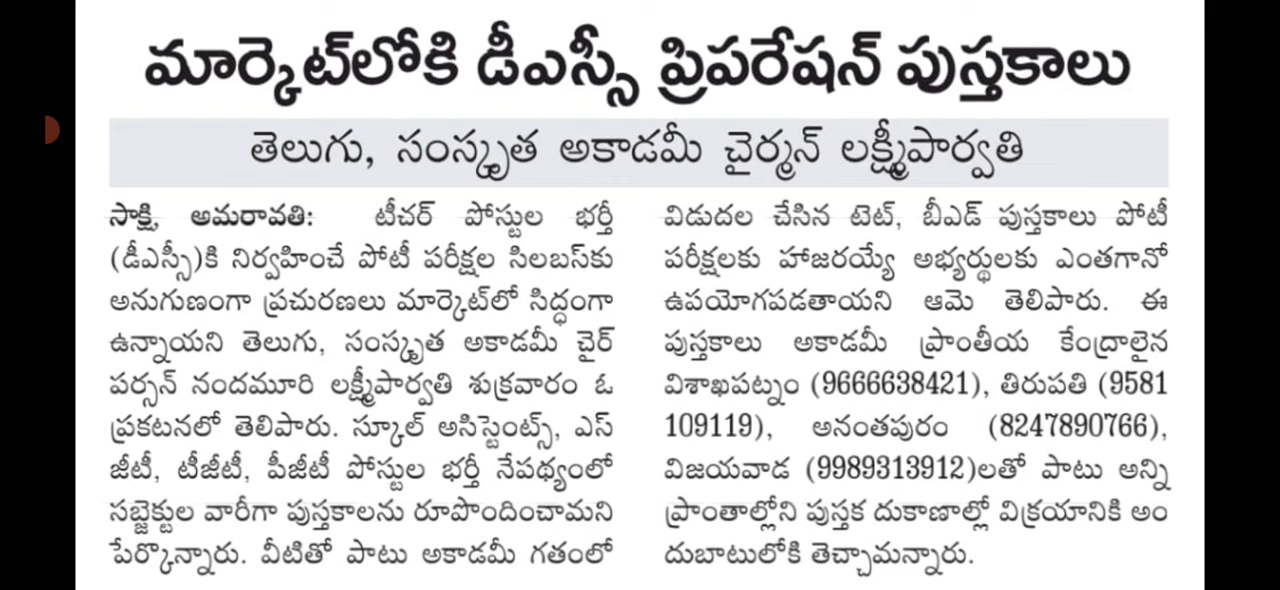 మార్కెట్‌లోకి డీఎస్సీ ప్రిపరేషన్ పుస్తకాలు
తెలుగు, సంస్కృత అకాడమీ చైర్మన్ లక్ష్మీపార్వతి
సాక్షి, అమరావతి: టీచర్ పోస్టుల భర్తీ
(డీఎస్సీ)కి నిర్వహించే పోటీ పరీక్షల సిలబస్‌కు
అనుగుణంగా ప్రచురణలు మార్కెట్‌లో సిద్ధంగా
ఉన్నాయని తెలుగు, సంస్కృత అకాడమీ చైర్
పర్సన్ నందమూరి లక్ష్మీపార్వతి శుక్రవారం ఓ
ప్రకటనలో తెలిపారు. స్కూల్ అసిస్టెంట్స్, ఎస్
జీటీ, టీజీటీ, పీజీటీ పోస్టుల భర్తీ నేపథ్యంలో
సబ్జెక్టుల వారీగా పుస్తకాలను రూపొందించామని
పేర్కొన్నారు. వీటితో పాటు అకాడమీ గతంలో
విడుదల చేసిన టెట్, బీఎడ్ పుస్తకాలు పోటీ
పరీక్షలకు హాజరయ్యే అభ్యర్థులకు ఎంతగానో
ఉపయోగపడతాయని ఆమె తెలిపారు. ఈ
పుస్తకాలు అకాడమీ ప్రాంతీయ కేంద్రాలైన
విశాఖపట్నం (9666638421), తిరుపతి (9581
109119), అనంతపురం (8247890766),
విజయవాడ (9989313912)లతో పాటు అన్ని
ప్రాంతాల్లోని పుస్తక దుకాణాల్లో విక్రయానికి అం
దుబాటులోకి తెచ్చామన్నారు.